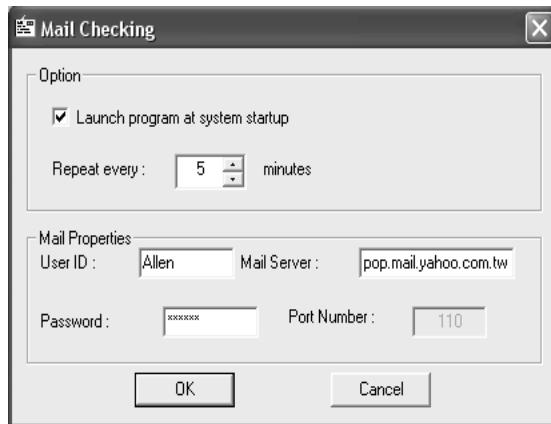 Mail Checking
Option
Launch program at system startup
Repeat every : 5 minutes
Mail Properties
User ID : Allen Mail Server : pop.mail.yahoo.com.tw
Password : ****** Port Number : 110
OK Cancel